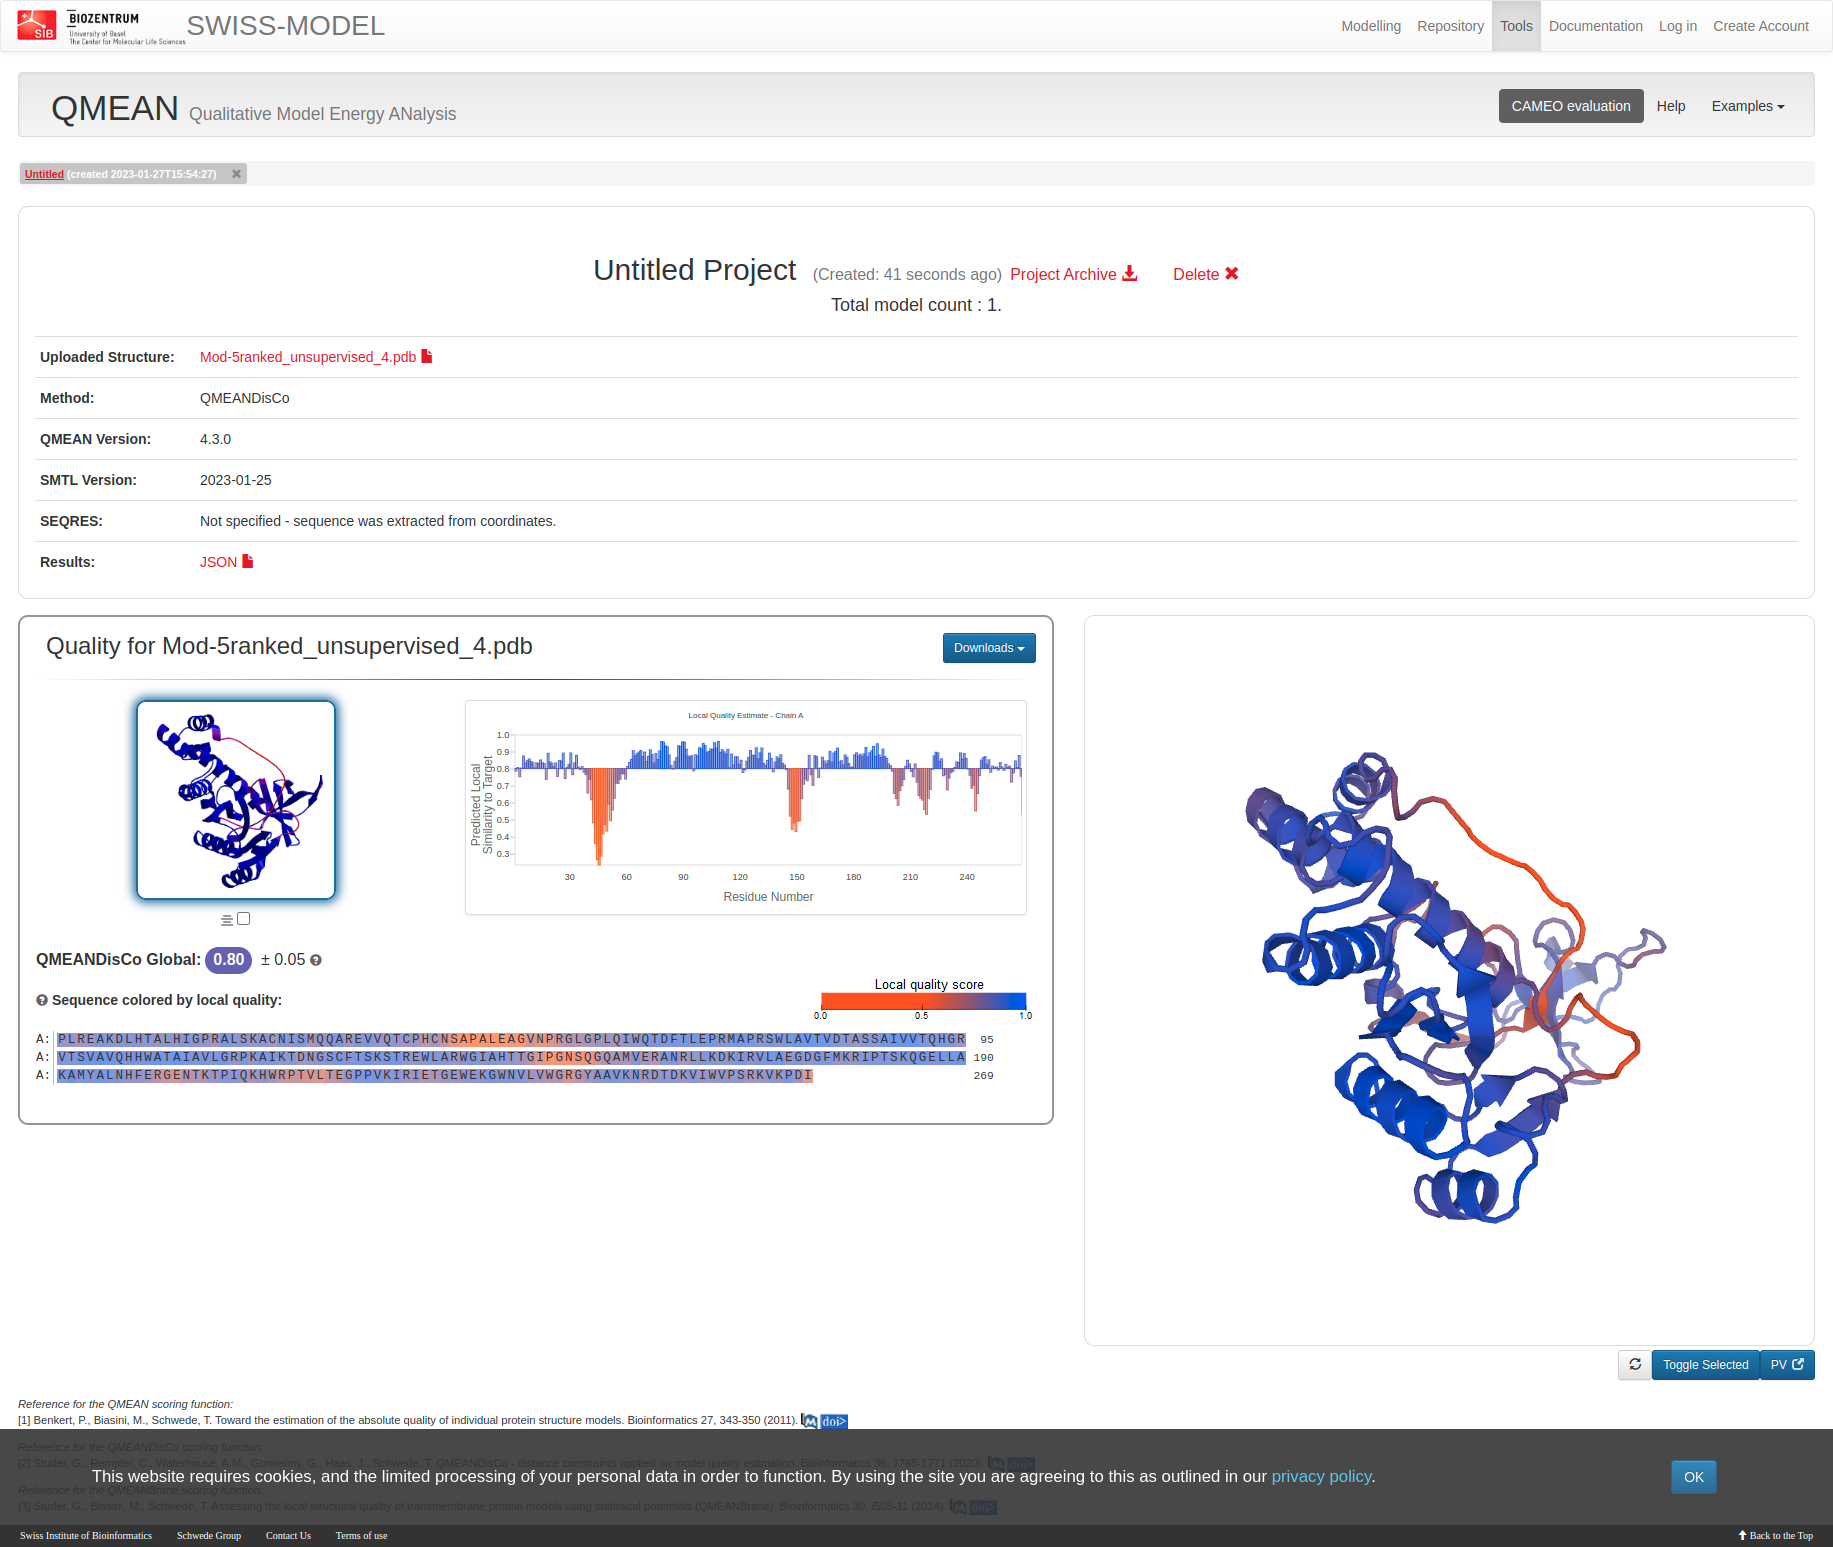 SIB
BIOZENTRUM
University of Basel
The Center for Molecular Life Sciences
SWISS-MODEL
Modelling Repository Tools Documentation Log in Create Account
QMEAN Qualitative Model Energy ANalysis
CAMEO evaluation Help Examples
Untitled (created 2023-01-27T15:54:27)
Untitled Project (Created: 41 seconds ago) Project Archive Delete
Total model count : 1.
Uploaded Structure: Mod-5ranked_unsupervised_4.pdb
Method: QMEANDisCo
QMEAN Version: 4.3.0
SMTL Version: 2023-01-25
SEQRES: Not specified - sequence was extracted from coordinates.
Results: JSON
Quality for Mod-5ranked_unsupervised_4.pdb
Downloads
Local Quality Estimate - Chain A
Predicted Local
Similarity to Target
1.0
0.9
0.8
0.7
0.6
0.5
0.4
0.3
30 60 90 120 150 180 210 240
Residue Number
QMEANDisCo Global: 0.80 ± 0.05
Sequence colored by local quality:
Local quality score
0.0 0.5 1.0
A: PLREAKDLHTALHIGPRALSKACNISMQQAREVVQTCPHCNSAPALEAGVNPRGLGPLQIWQTDFTLEPRMAPRSWLAVTVDTASSAIVVTQHGR 95
A: VTSVAVQHHWATAIAVLGRPKAIKTDNGSCFTSKSTREWLARWGIAHTTGIPGNSQGQAMVERANRLLKDKIRVLAEGDGFMKRIPTSKQGELLA 190
A: KAMYALNHFERGENTKTPIQKHWRPTVLTEGPPVKIRIETGEWEKGWNVLVWGRGYAAVKNRDTDKVIWVPSRKVKPDI 269
Toggle Selected PV
Reference for the QMEAN scoring function:
[1] Benkert, P., Biasini, M., Schwede, T. Toward the estimation of the absolute quality of individual protein structure models. Bioinformatics 27, 343-350 (2011). doi>
Reference for the QMEANDisCo scoring function:
[2] Studer, G., Rempfer, C., Waterhouse, A.M., Gumienny, G., Haas, J., Schwede, T. QMEANDisCo - distance constraints applied on model quality estimation. Bioinformatics 36, 1765-1771 (2020). doi>
This website requires cookies, and the limited processing of your personal data in order to function. By using the site you are agreeing to this as outlined in our privacy policy. OK
Reference for the QMEANBrane scoring function:
[3] Studer, G., Biasini, M., Schwede, T. Assessing the local structural quality of transmembrane protein models using statistical potentials (QMEANBrane). Bioinformatics 30, i505-11 (2014). doi>
Swiss Institute of Bioinformatics Schwede Group Contact Us Terms of use Back to the Top